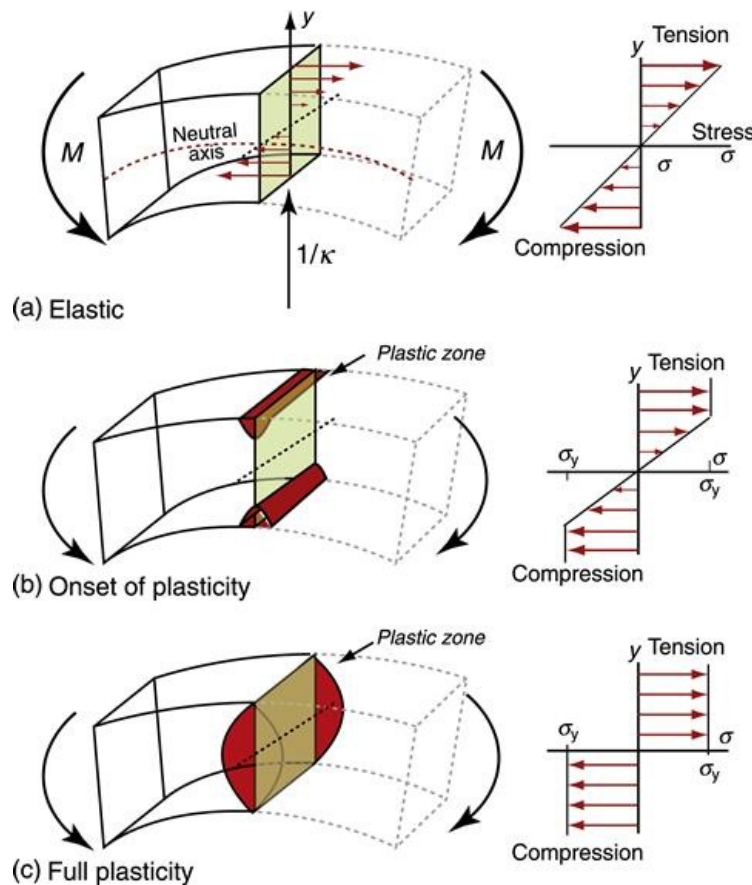 y
Tension
y
Neutral
axis
M
M
Stress
σ
σ
1/κ
Compression
(a) Elastic
Plastic zone
Tension
y
σy
σ
σy
Compression
(b) Onset of plasticity
Plastic zone
Tension
y
σy
σ
σy
Compression
(c) Full plasticity